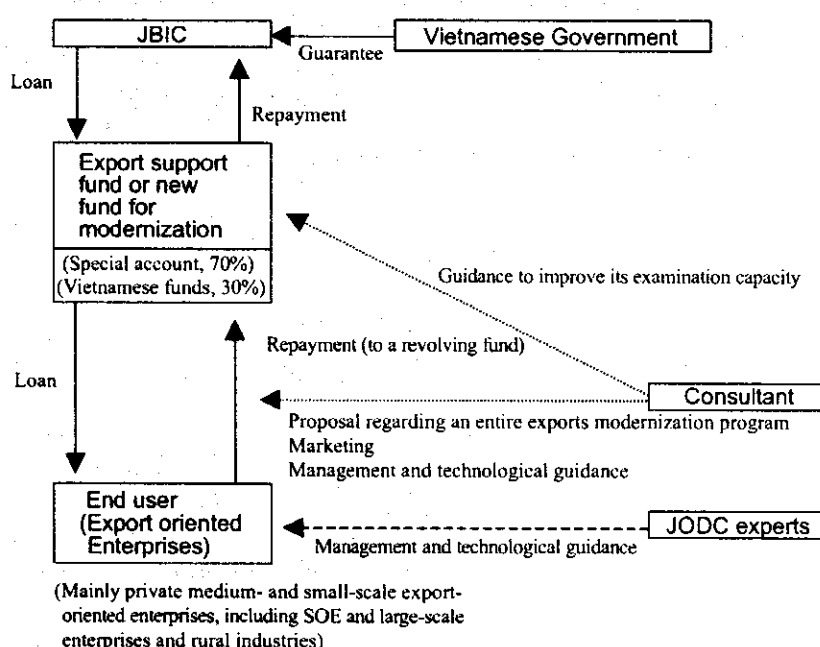 JBIC
Vietnamese Government
Guarantee
Loan
Repayment
Export support
fund or new
fund for
modernization
(Special account, 70%)
(Vietnamese funds, 30%)
Guidance to improve its examination capacity
Repayment (to a revolving fund)
Loan
Consultant
Proposal regarding an entire exports modernization program
Marketing
Management and technological guidance
End user
(Export oriented
Enterprises)
JODC experts
Management and technological guidance
(Mainly private medium- and small-scale export-
oriented enterprises, including SOE and large-scale
enterprises and rural industries)